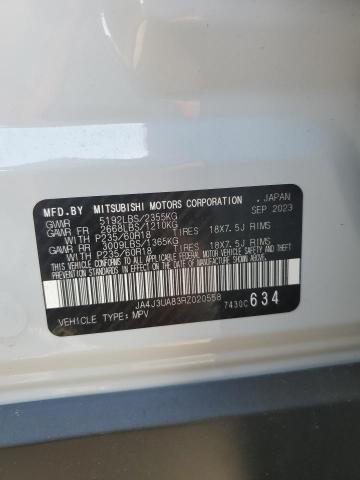 MFD.BY MITSUBISHI MOTORS CORPORATION . JAPAN
GVWR 5192LBS/2355KG SEP 2023
GAWR FR 2668LBS/1210KG
WITH P235/60R18 TIRES 18X7.5J RIMS
GAWR RR 3009LBS/1365KG
WITH P235/60R18 TIRES 18X7.5J RIMS
JA4J3UA83RZ020558 7430C 634
VEHICLE TYPE: MPV